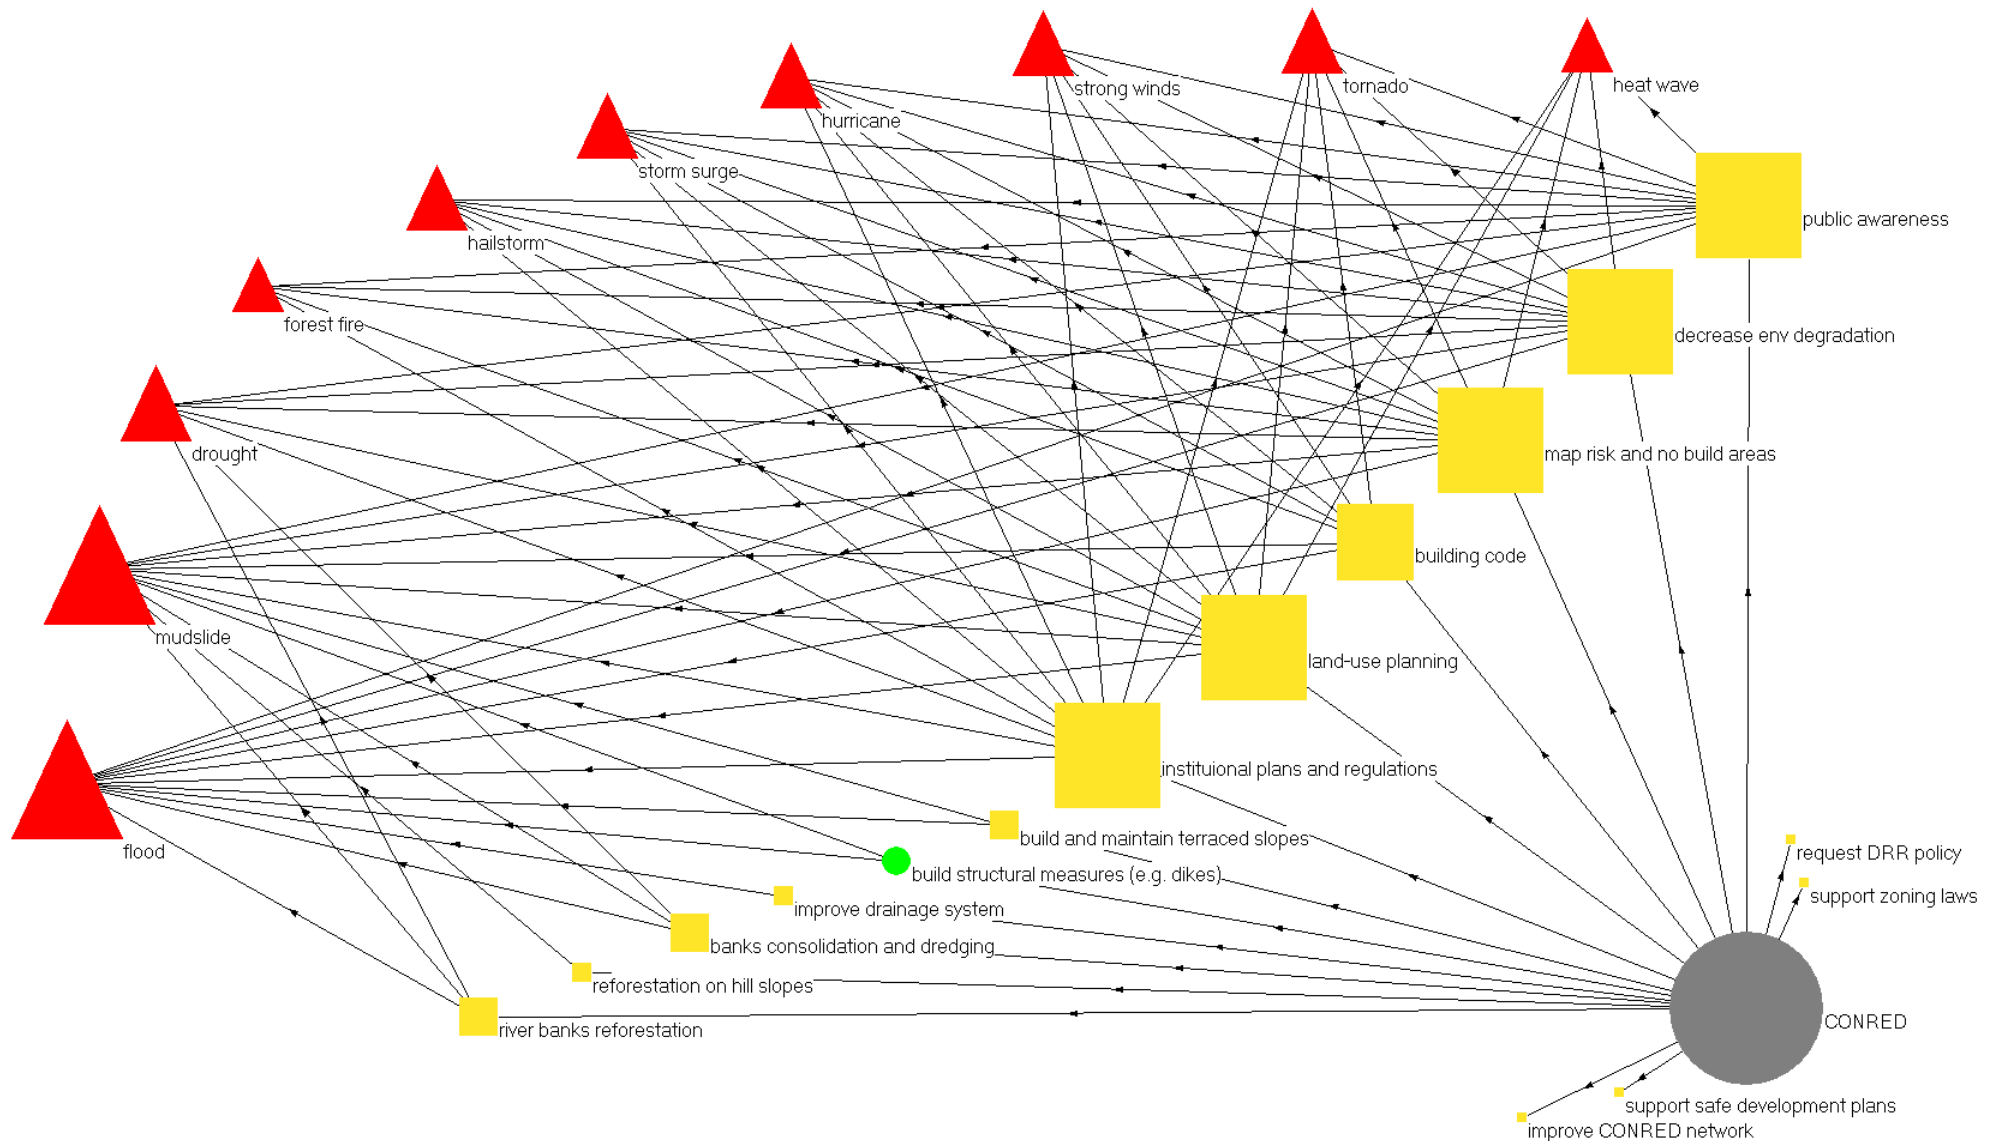 strong winds
tornado
heat wave
hurricane
storm surge
public awareness
hailstorm
forest fire
decrease env degradation
drought
map risk and no build areas
building code
mudslide
land-use planning
instituional plans and regulations
build and maintain terraced slopes
flood
request DRR policy
build structural measures (e.g. dikes)
support zoning laws
improve drainage system
banks consolidation and dredging
reforestation on hill slopes
CONRED
river banks reforestation
support safe development plans
improve CONRED network